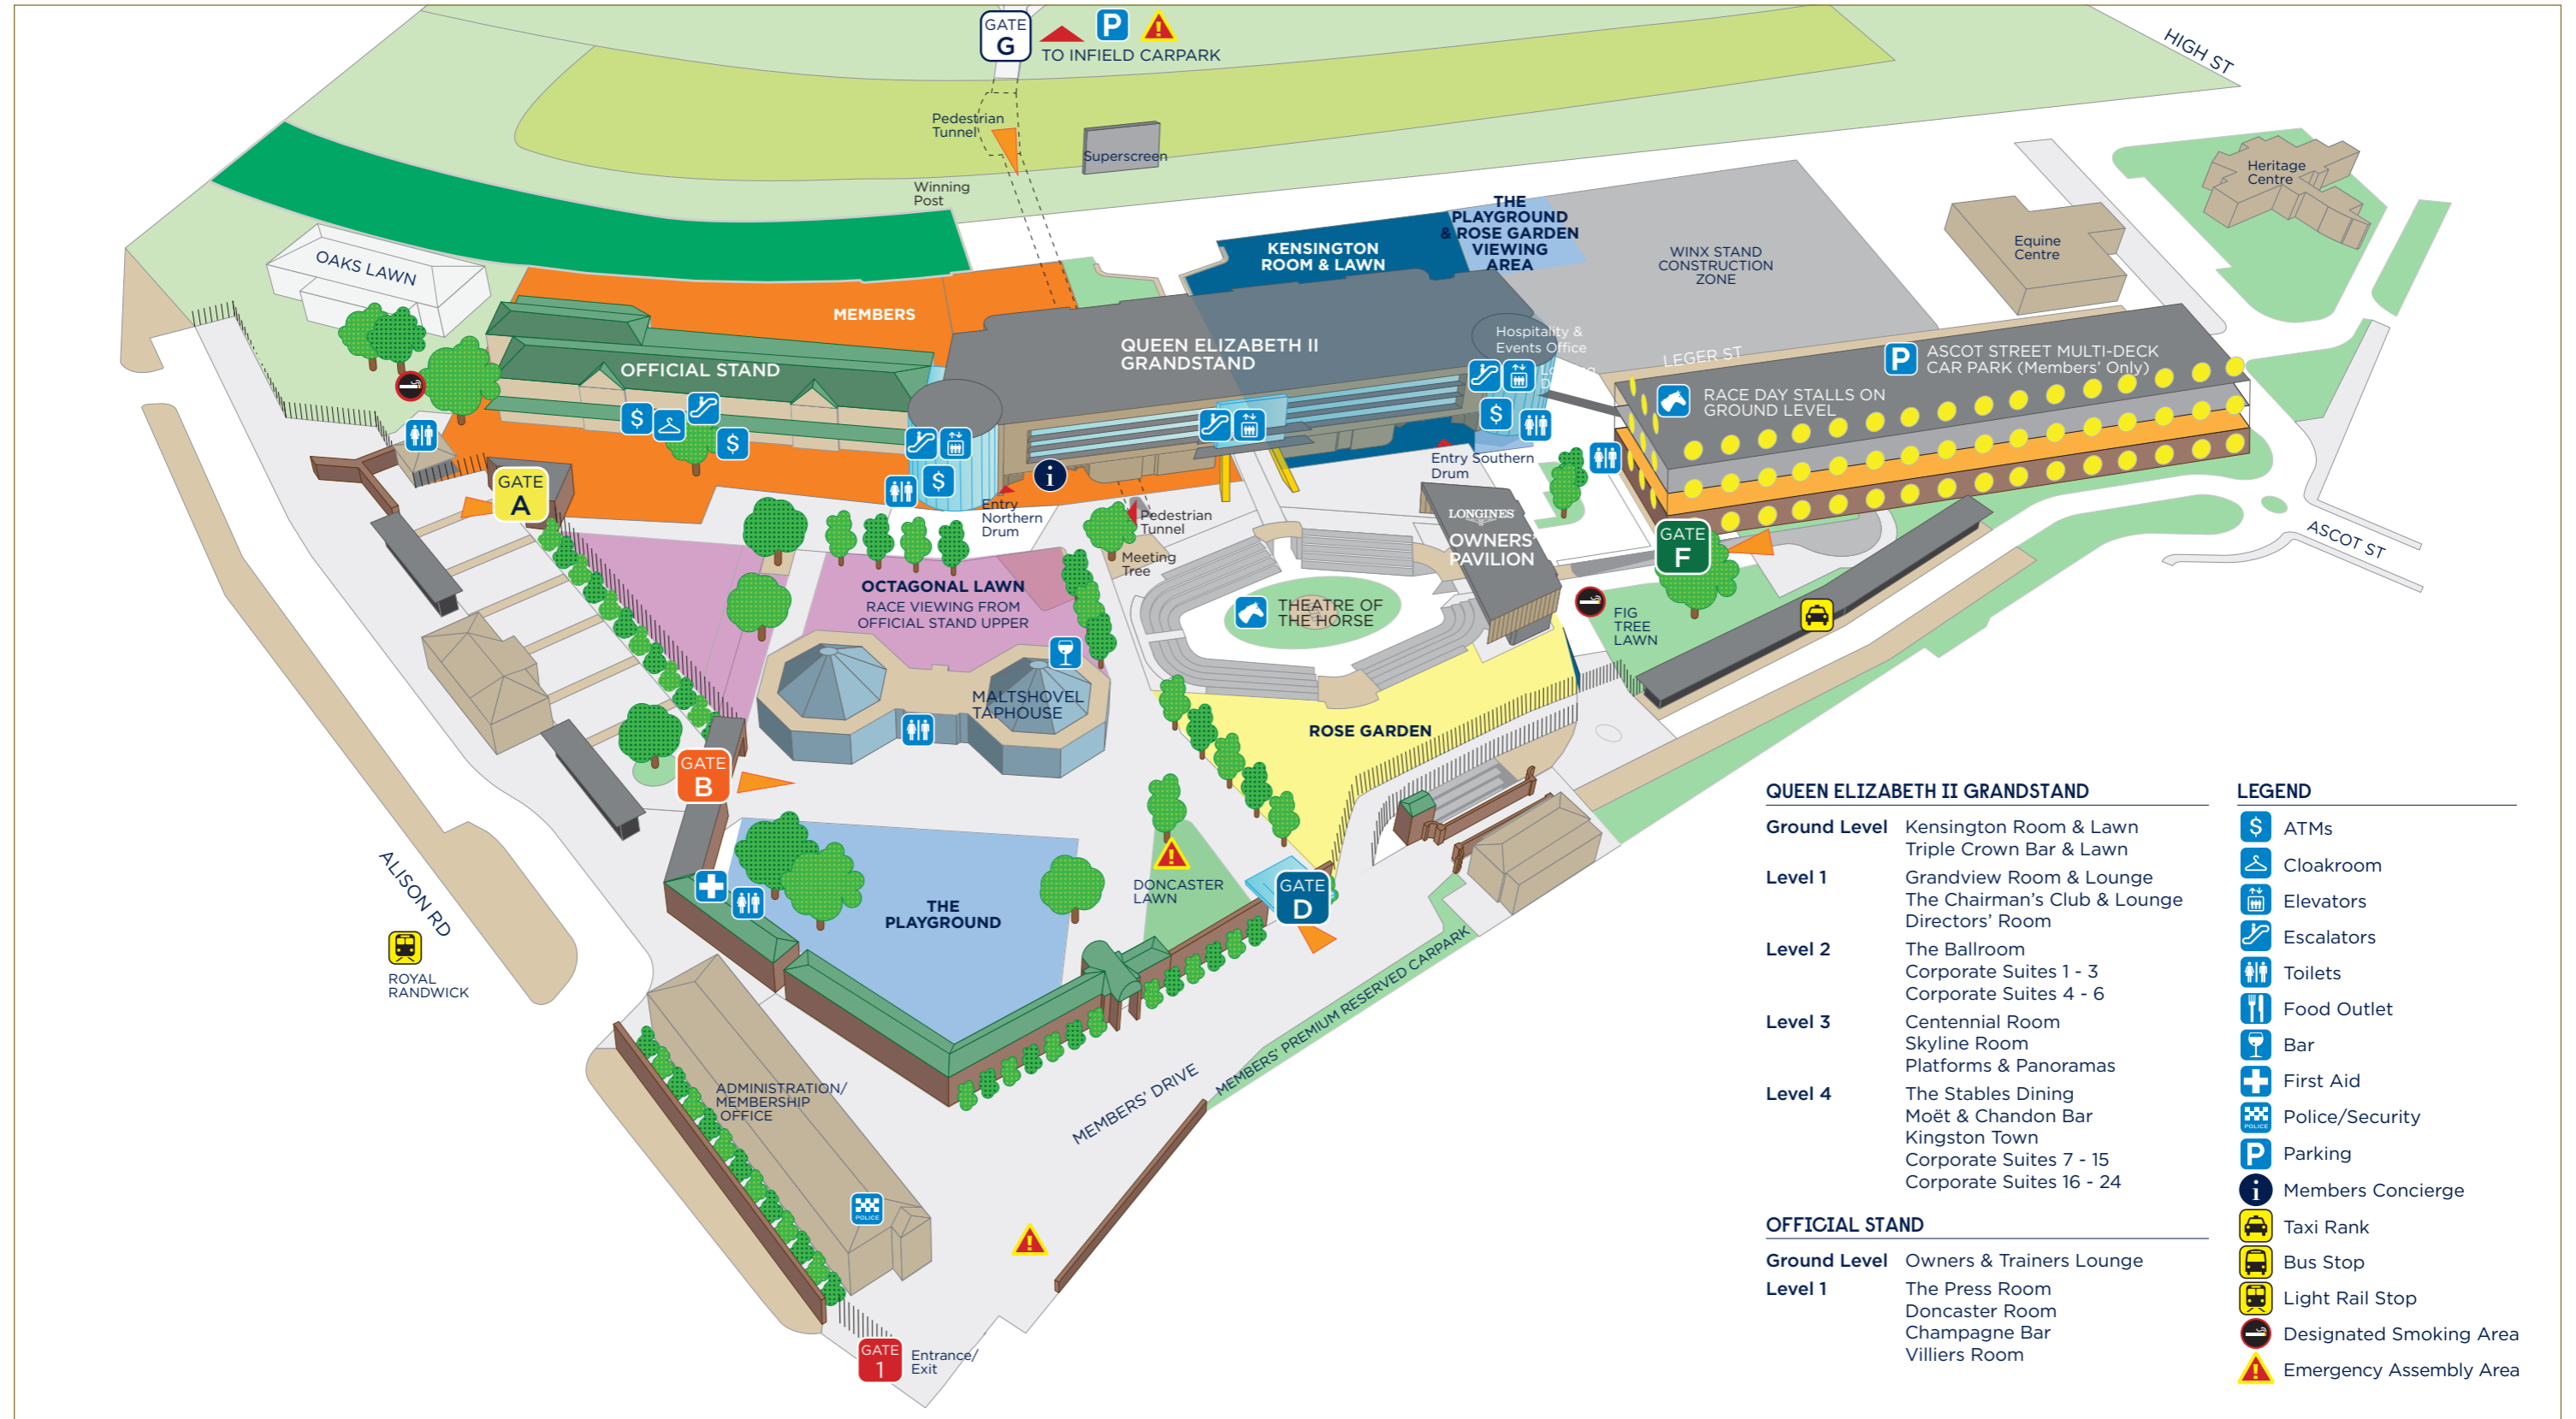 GATE
G
P
TO INFIELD CARPARK
HIGH ST
Pedestrian
Tunnel
Superscreen
Winning
Post
Heritage
Centre
OAKS LAWN
KENSINGTON
ROOM & LAWN
THE
PLAYGROUND
& ROSE GARDEN
VIEWING
AREA
WINX STAND
CONSTRUCTION
ZONE
Equine
Centre
MEMBERS
OFFICIAL STAND
QUEEN ELIZABETH II
GRANDSTAND
Hospitality &
Events Office
LEGER ST
P
ASCOT STREET MULTI-DECK
CAR PARK (Members' Only)
RACE DAY STALLS ON
GROUND LEVEL
$
$
$
$
i
GATE
A
Entry
Northern
Drum
Entry Southern
Drum
Pedestrian
Tunnel
Meeting
Tree
LONGINES
OWNERS'
PAVILION
GATE
F
ASCOT ST
OCTAGONAL LAWN
RACE VIEWING FROM
OFFICIAL STAND UPPER
THEATRE OF
THE HORSE
FIG
TREE
LAWN
MALTSHOVEL
TAPHOUSE
ROSE GARDEN
GATE
B
ALISON RD
ROYAL
RANDWICK
THE
PLAYGROUND
DONCASTER
LAWN
GATE
D
MEMBERS' PREMIUM RESERVED CARPARK
MEMBERS' DRIVE
ADMINISTRATION/
MEMBERSHIP
OFFICE
POLICE
GATE
1
Entrance/
Exit
QUEEN ELIZABETH II GRANDSTAND
Ground Level Kensington Room & Lawn
Triple Crown Bar & Lawn
Level 1 Grandview Room & Lounge
The Chairman's Club & Lounge
Directors' Room
Level 2 The Ballroom
Corporate Suites 1 - 3
Corporate Suites 4 - 6
Level 3 Centennial Room
Skyline Room
Platforms & Panoramas
Level 4 The Stables Dining
Moët & Chandon Bar
Kingston Town
Corporate Suites 7 - 15
Corporate Suites 16 - 24
OFFICIAL STAND
Ground Level Owners & Trainers Lounge
Level 1 The Press Room
Doncaster Room
Champagne Bar
Villiers Room
LEGEND
$ ATMs
Cloakroom
Elevators
Escalators
Toilets
Food Outlet
Bar
First Aid
POLICE Police/Security
P Parking
i Members Concierge
Taxi Rank
Bus Stop
Light Rail Stop
Designated Smoking Area
Emergency Assembly Area